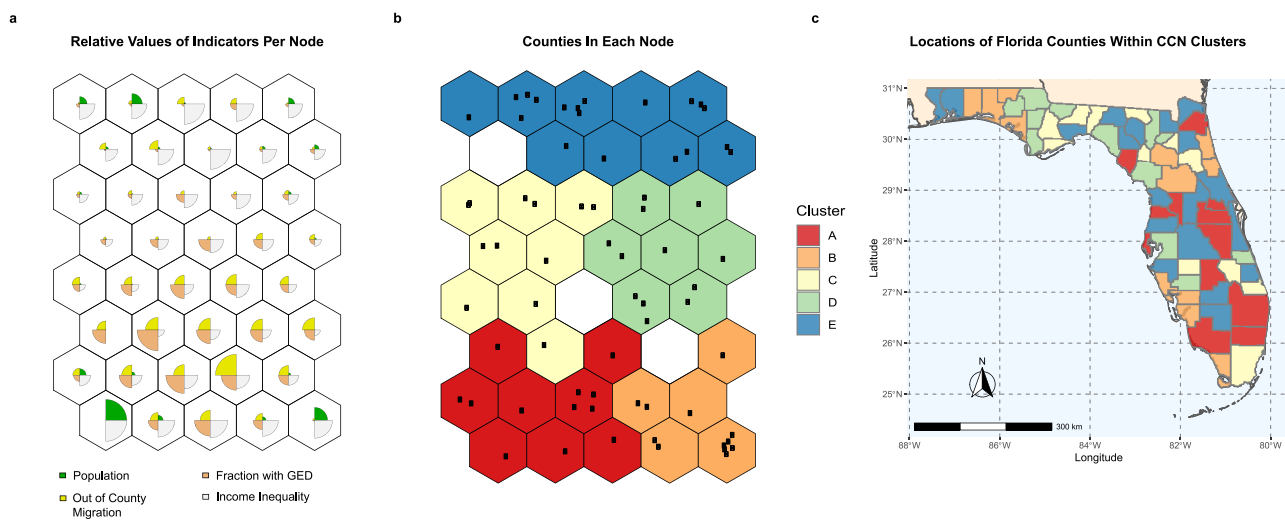 a
b
c
Relative Values of Indicators Per Node
Counties In Each Node
Locations of Florida Counties Within CCN Clusters
Population
Fraction with GED
Out of County
Migration
Income Inequality
Cluster
A
B
C
D
E
31°N
30°N
29°N
28°N
27°N
26°N
25°N
Latitude
N
300 km
88°W
86°W
84°W
82°W
80°W
Longitude